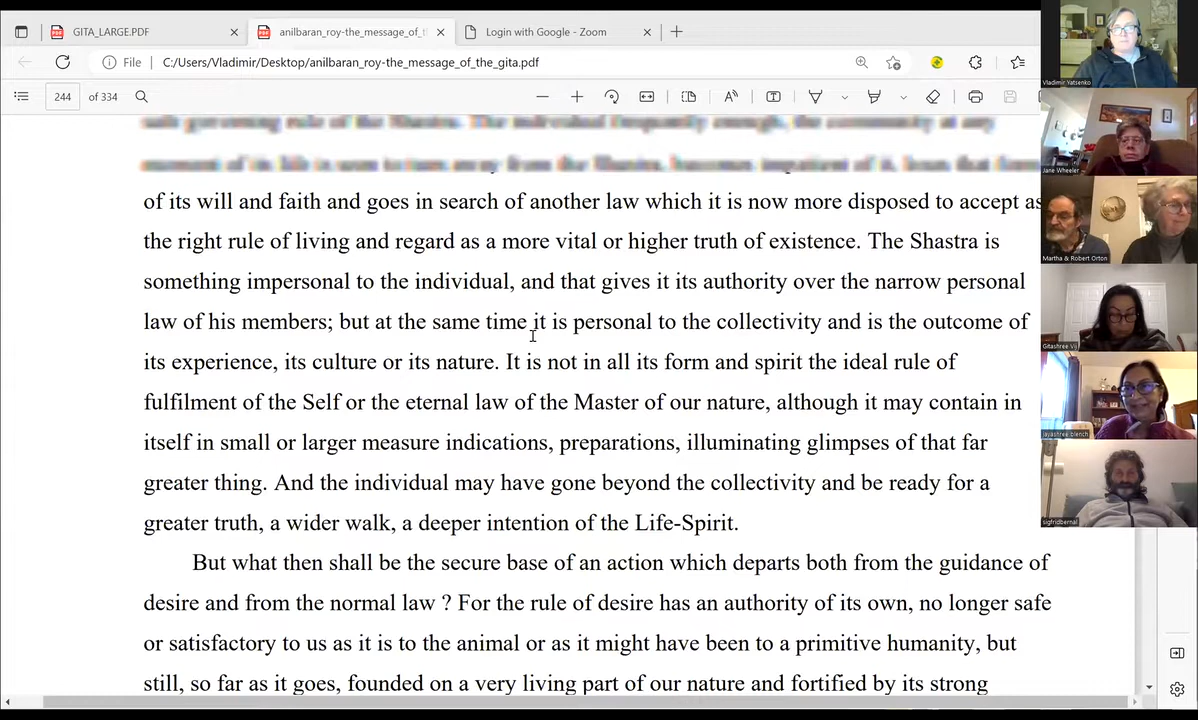 GITA_LARGE.PDF
anilbaran_roy-the_message_of_t
Login with Google - Zoom
File
C:/Users/Vladimir/Desktop/anilbaran_roy-the_message_of_the_gita.pdf
244 of 334
of its will and faith and goes in search of another law which it is now more disposed to accept as
the right rule of living and regard as a more vital or higher truth of existence. The Shastra is
something impersonal to the individual, and that gives it its authority over the narrow personal
law of his members; but at the same time it is personal to the collectivity and is the outcome of
its experience, its culture or its nature. It is not in all its form and spirit the ideal rule of
fulfilment of the Self or the eternal law of the Master of our nature, although it may contain in
itself in small or larger measure indications, preparations, illuminating glimpses of that far
greater thing. And the individual may have gone beyond the collectivity and be ready for a
greater truth, a wider walk, a deeper intention of the Life-Spirit.
But what then shall be the secure base of an action which departs both from the guidance of
desire and from the normal law ? For the rule of desire has an authority of its own, no longer safe
or satisfactory to us as it is to the animal or as it might have been to a primitive humanity, but
still, so far as it goes, founded on a very living part of our nature and fortified by its strong
Vladimir Yatsenko
Jane Wheeler
Martha & Robert Orton
Gitashree Vij
jayashree blench
sigfridbernal